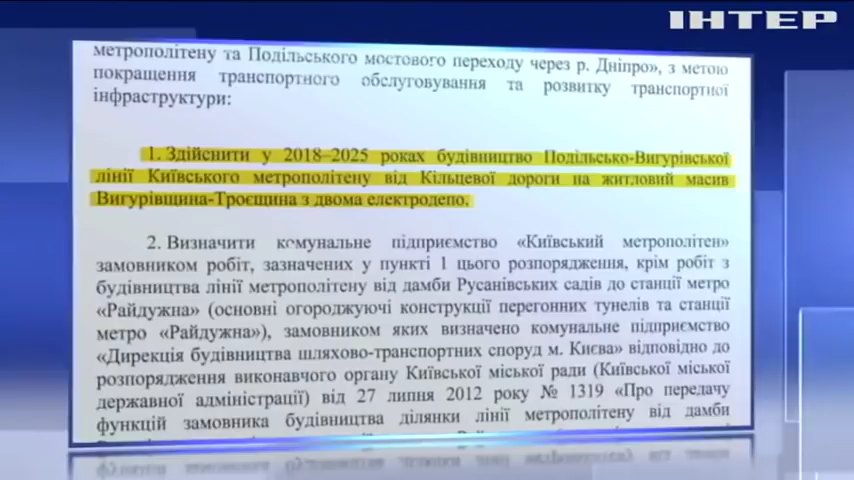 ІНТЕР
метрополітену та Подільського мостового переходу через р. Дніпро», з метою
покращення транспортного обслуговування та розвитку транспортної
інфраструктури:
1. Здійснити у 2018–2025 роках будівництво Подільсько-Вигурівської
лінії Київського метрополітену від Кільцевої дороги на житловий масив
Вигурівщина-Троєщина з двома електродепо.
2. Визначити комунальне підприємство «Київський метрополітен»
замовником робіт, зазначених у пункті 1 цього розпорядження, крім робіт з
будівництва лінії метрополітену від дамби Русанівських садів до станції метро
«Райдужна» (основні огороджуючі конструкції перегонних тунелів та станції
метро «Райдужна»), замовником яких визначено комунальне підприємство
«Дирекція будівництва шляхово-транспортних споруд м. Києва» відповідно до
розпорядження виконавчого органу Київської міської ради (Київської міської
державної адміністрації) від 27 липня 2012 року № 1319 «Про передачу
функцій замовника будівництва ділянки лінії метрополітену від дамби